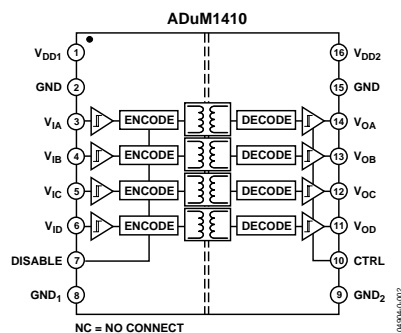 ADuM1410
VDD1 1
16 VDD2
GND 2
15 GND
VIA 3 ENCODE DECODE 14 VOA
VIB 4 ENCODE DECODE 13 VOB
VIC 5 ENCODE DECODE 12 VOC
VID 6 ENCODE DECODE 11 VOD
DISABLE 7
10 CTRL
GND1 8
9 GND2
NC = NO CONNECT